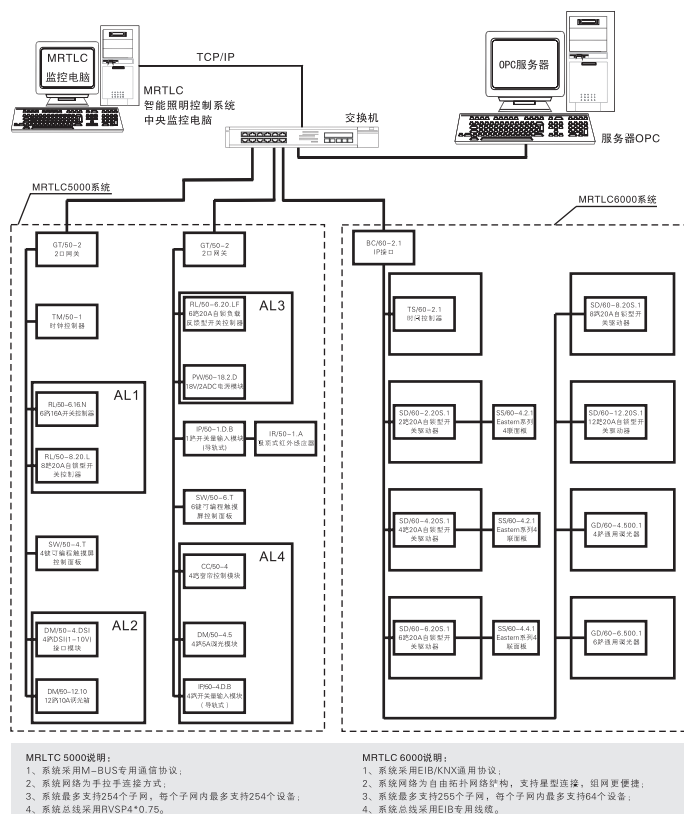 MRTLC
监控电脑
TCP/IP
MRTLC
智能照明控制系统
中央监控电脑
交换机
OPC服务器
服务器OPC
MRTLC5000系统
MRTLC6000系统
GT/50-2
2口网关
TM/50-1
时钟控制器
AL1
RL/50-6.16.N
6路16A开关控制器
RL/50-8.20.L
8路20A自锁型开
关控制器
SW/50-4.T
4键可编程触摸屏
控制面板
AL2
DM/50-4.DSI
4路DSI(1-10V)
接口模块
DM/50-12.10
12路10A调光箱
GT/50-2
2口网关
AL3
RL/50-6.20.LF
6路20A自锁负载
反馈型开关控制器
PW/50-18.2.D
18V/2ADC电源模块
IP/50-1.D.B
1路开关量输入模块
(导轨式)
IR/50-1.A
吸顶式红外感应器
SW/50-6.T
6键可编程触摸
屏控制面板
AL4
CC/50-4
4路窗帘控制模块
DM/50-4.5
4路5A调光模块
IP/50-4.D.B
4路开关量输入模块
(导轨式)
BC/60-2.1
IP接口
TS/60-2.1
时间控制器
SD/60-2.20S.1
2路20A自锁型开
关驱动器
SS/60-4.2.1
Eastern系列
4联面板
SD/60-4.20S.1
4路20A自锁型开
关驱动器
SS/60-4.2.1
Eastern系列4
联面板
SD/60-6.20S.1
6路20A自锁型开
关驱动器
SS/60-4.4.1
Eastern系列4
联面板
SD/60-8.20S.1
8路20A自锁型开
关驱动器
SD/60-12.20S.1
12路20A自锁型开
关驱动器
GD/60-4.500.1
4路通用调光器
GD/60-6.500.1
6路通用调光器
MRLTC 5000说明：
1、系统采用M-BUS专用通信协议；
2、系统网络为手拉手连接方式；
3、系统最多支持254个子网，每个子网内最多支持254个设备；
4、系统总线采用RVSP4*0.75。
MRTLC 6000说明：
1、系统采用EIB/KNX通用协议；
2、系统网络为自由拓扑网络结构，支持星型连接，组网更便捷；
3、系统最多支持255个子网，每个子网内最多支持64个设备；
4、系统总线采用EIB专用线缆。